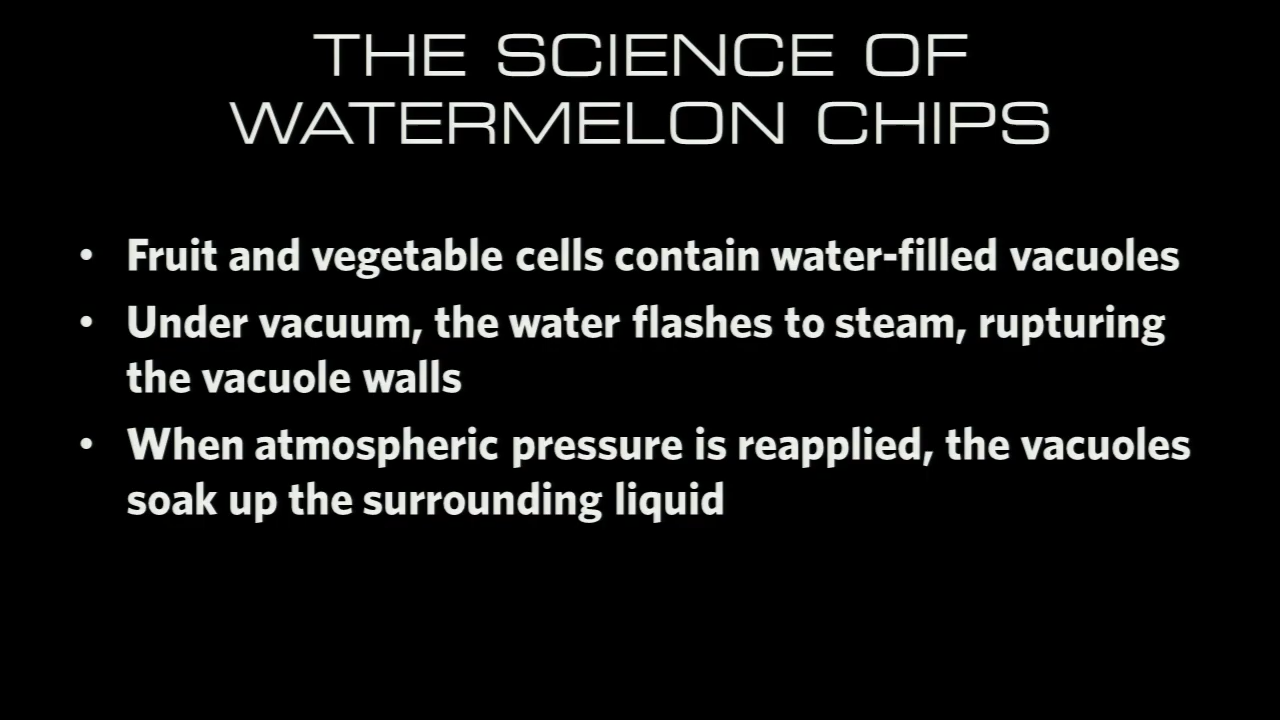 THE SCIENCE OF
WATERMELON CHIPS
• Fruit and vegetable cells contain water-filled vacuoles
• Under vacuum, the water flashes to steam, rupturing
the vacuole walls
• When atmospheric pressure is reapplied, the vacuoles
soak up the surrounding liquid